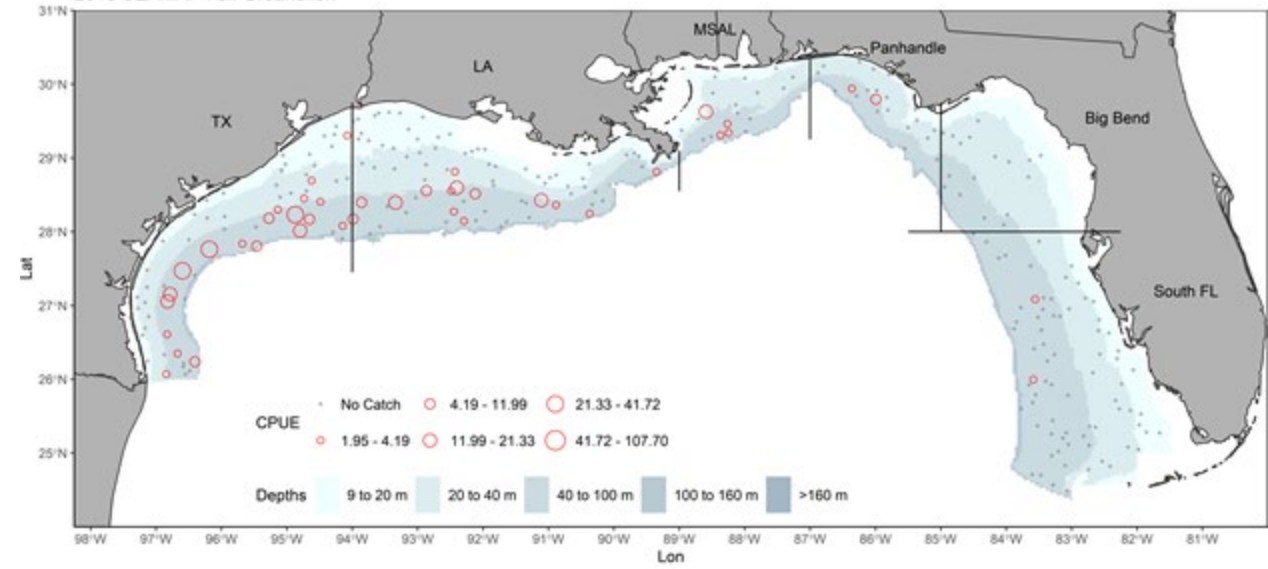 31°N
MSAL
Panhandle
LA
30°N
TX
Big Bend
29°N
28°N
Lat
South FL
27°N
26°N
No Catch
4.19 - 11.99
21.33 - 41.72
CPUE
1.95 - 4.19
11.99 - 21.33
41.72 - 107.70
25°N
Depths
9 to 20 m
20 to 40 m
40 to 100 m
100 to 160 m
>160 m
98°W
97°W
96°W
95°W
94°W
93°W
92°W
91°W
90°W
89°W
88°W
87°W
86°W
85°W
84°W
83°W
82°W
81°W
Lon